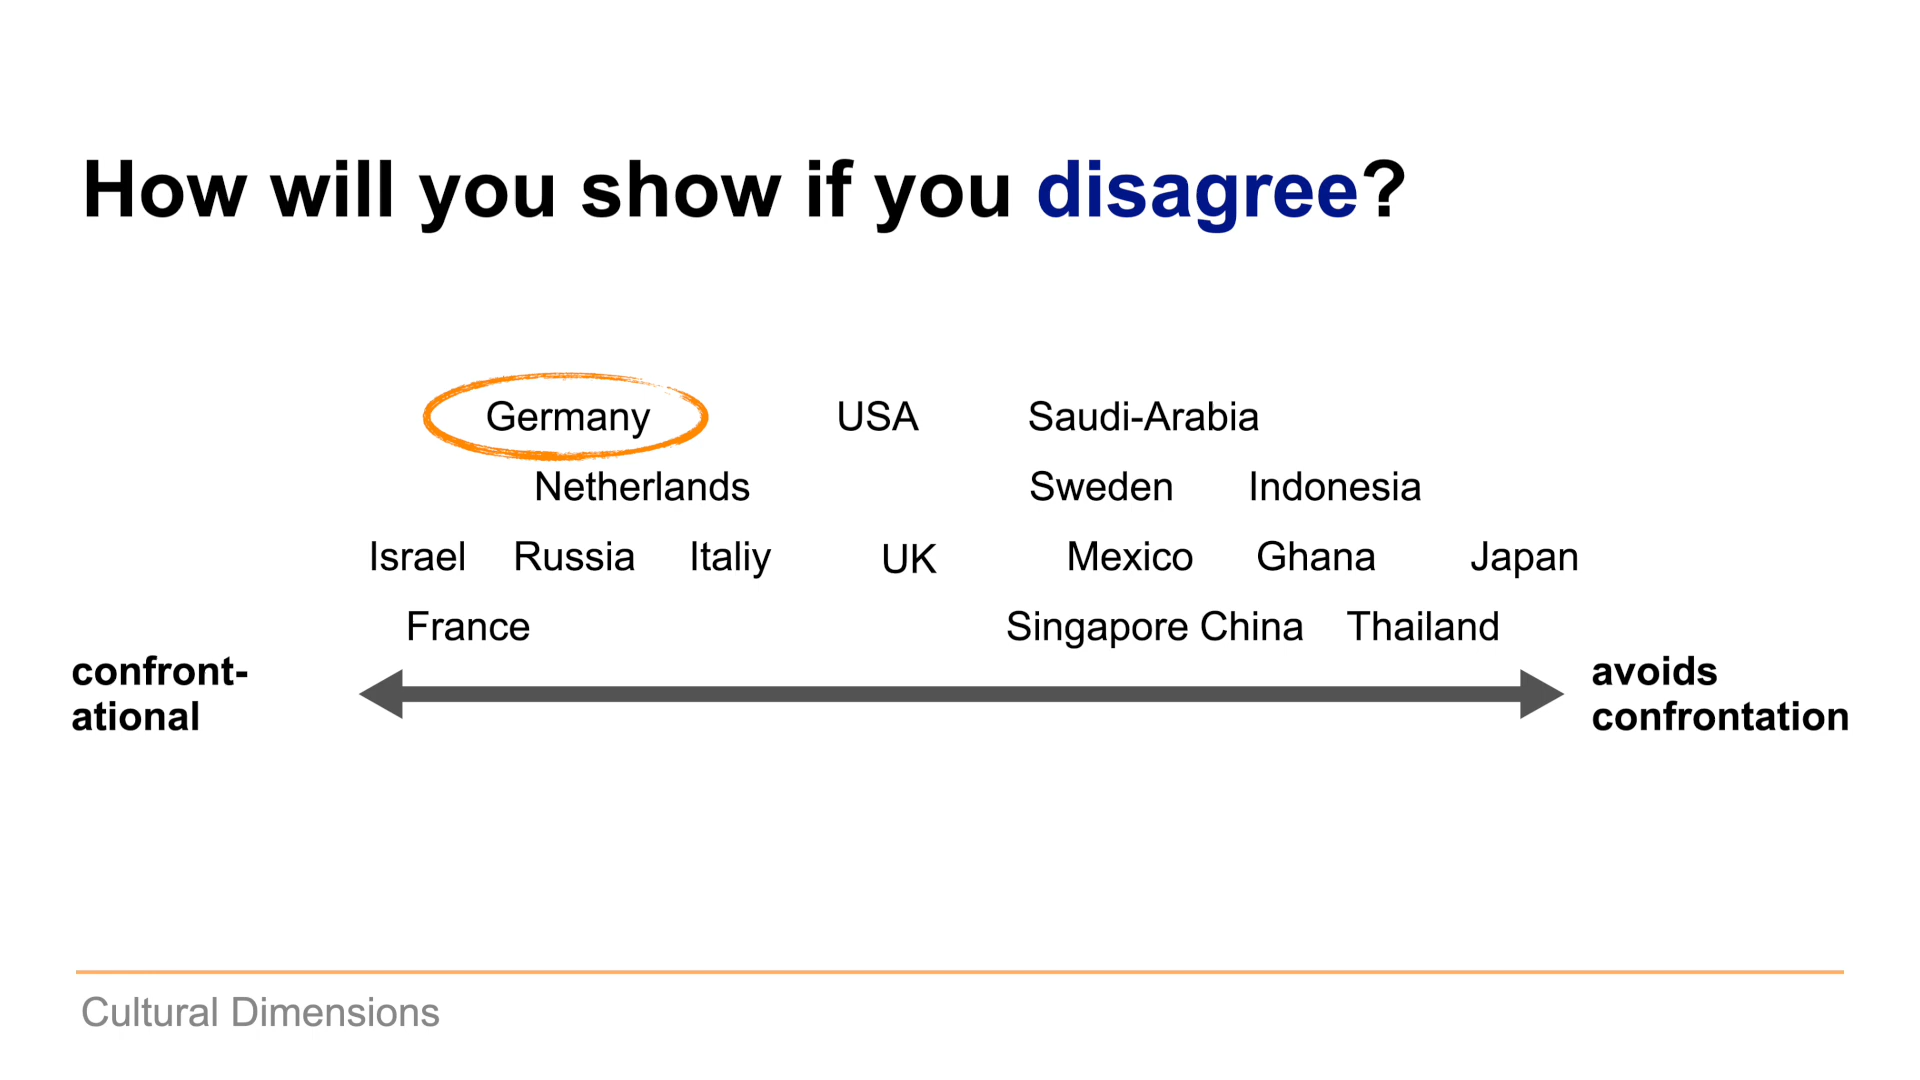 How will you show if you disagree?
Germany USA Saudi-Arabia
Netherlands Sweden Indonesia
Israel Russia Italiy UK Mexico Ghana Japan
France Singapore China Thailand
confront-
ational
avoids
confrontation
Cultural Dimensions